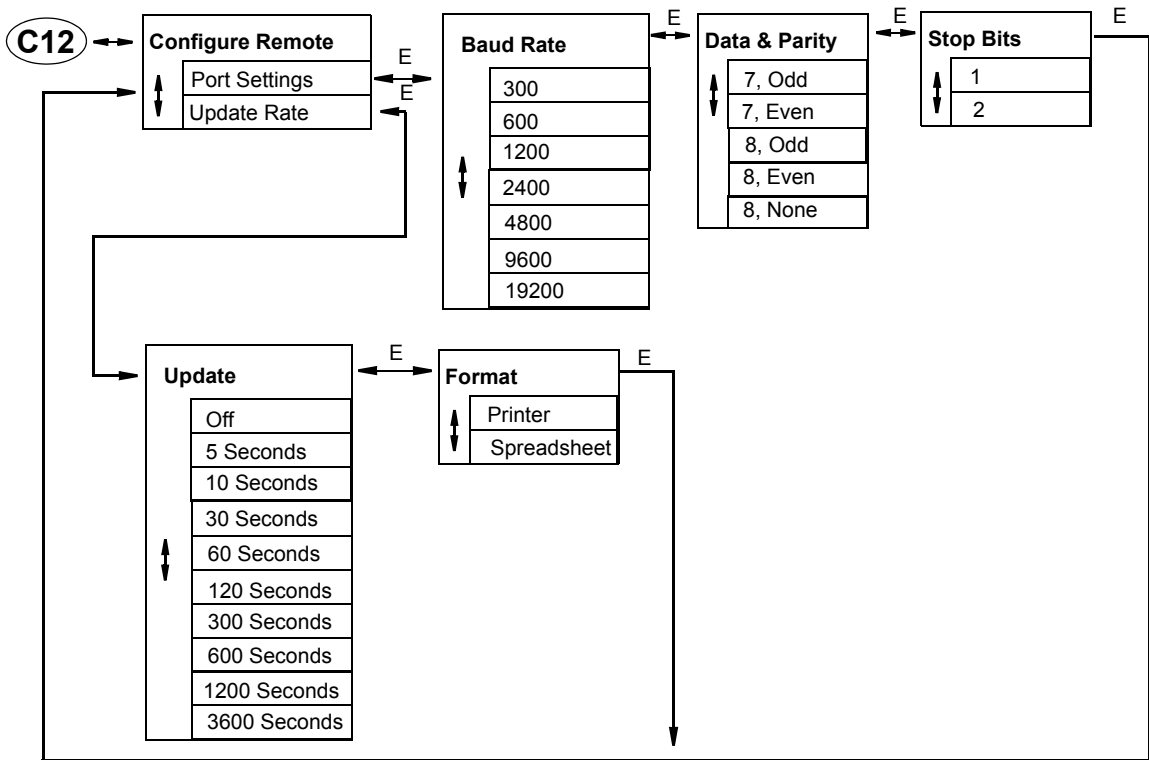 C12
Configure Remote
Port Settings
Update Rate
E
E
Baud Rate
300
600
1200
2400
4800
9600
19200
E
Data & Parity
7, Odd
7, Even
8, Odd
8, Even
8, None
E
Stop Bits
1
2
E
Update
Off
5 Seconds
10 Seconds
30 Seconds
60 Seconds
120 Seconds
300 Seconds
600 Seconds
1200 Seconds
3600 Seconds
E
Format
Printer
Spreadsheet
E